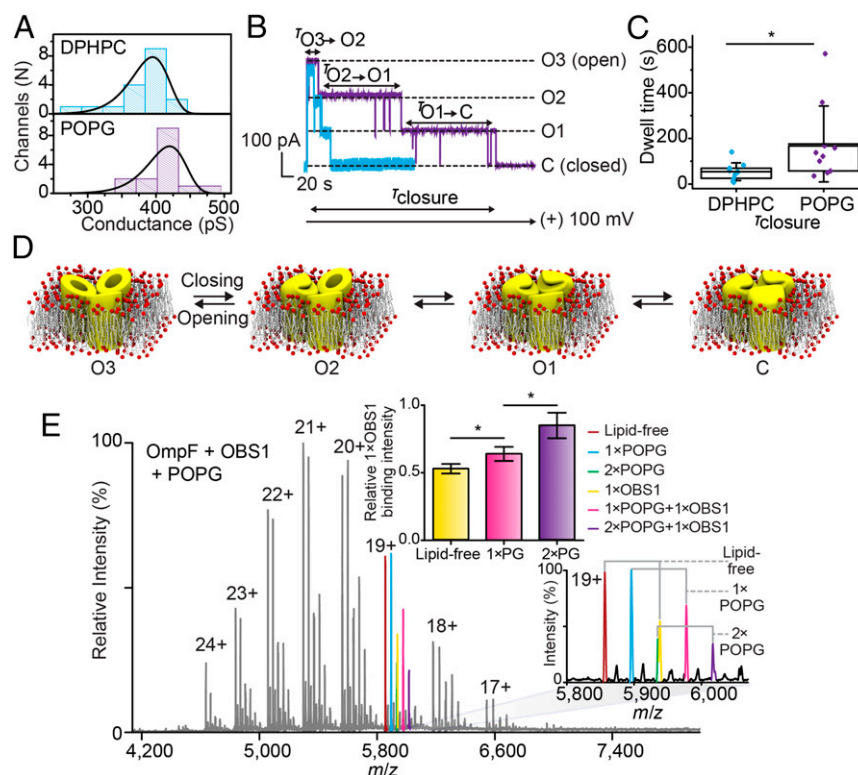 A
DPHPC
POPG
Channels (N)
8
4
0
8
4
0
300 400 500
Conductance (pS)
B
τO3→ O2
τO2→O1
τO1→C
O3 (open)
O2
O1
C (closed)
100 pA
20 s
τclosure
(+) 100 mV
C
*
Dwell time (s)
600
400
200
DPHPC POPG
τclosure
D
Closing
Opening
O3
O2
O1
C
E
OmpF + OBS1
+ POPG
Relative Intensity (%)
100
0
24+
23+
22+
21+
20+
19+
18+
17+
4,200 5,000 5,800 6,600 7,400
m/z
Relative 1×OBS1
binding intensity
1.0
0.5
0.0
*
*
Lipid-free 1×PG 2×PG
Lipid-free
1×POPG
2×POPG
1×OBS1
1×POPG+1×OBS1
2×POPG+1×OBS1
Intensity (%)
100
0
19+
Lipid-
free
1×
POPG
2×
POPG
5,800 5,900 6,000
m/z